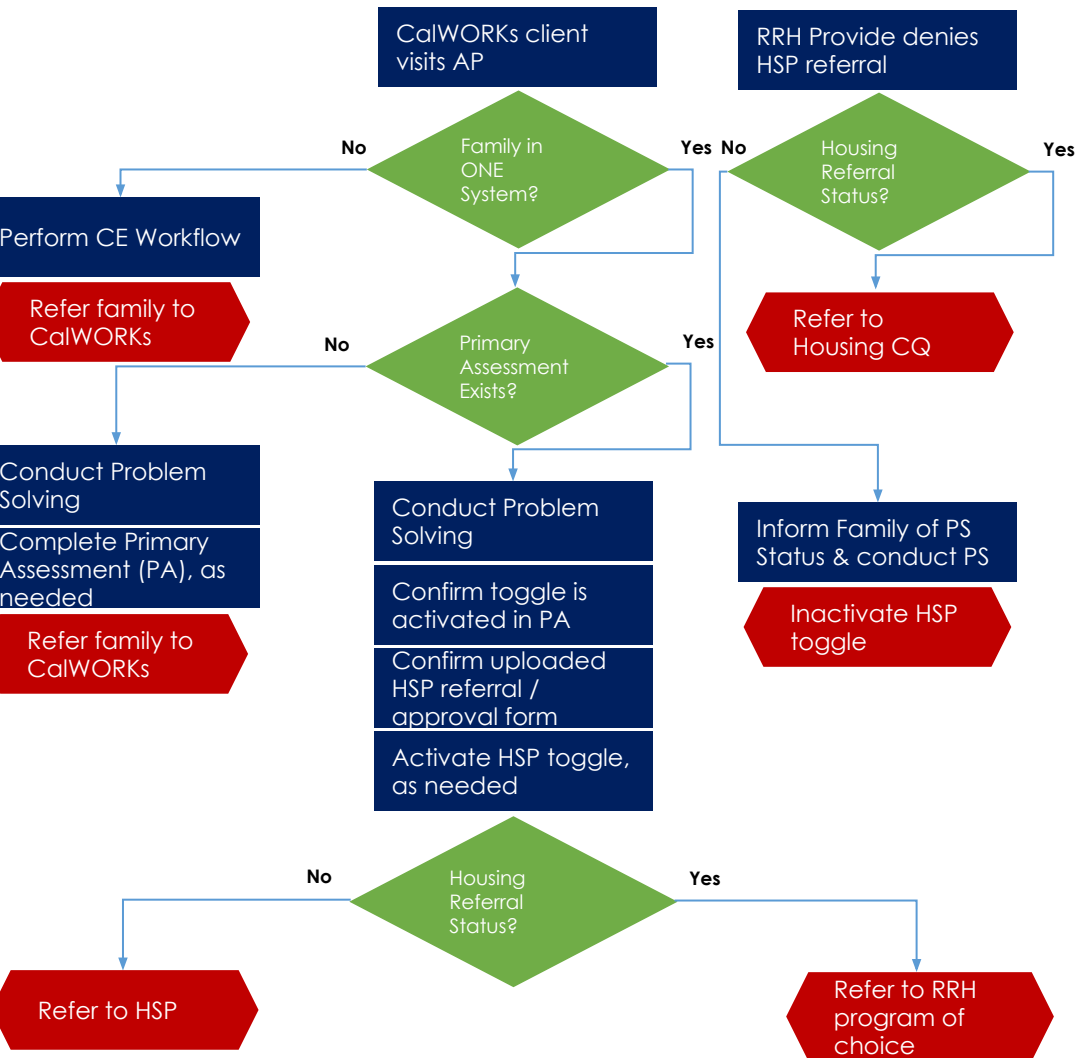 CalWORKs client
visits AP
RRH Provide denies
HSP referral
No
Family in
ONE
System?
Yes
No
Housing
Referral
Status?
Yes
Perform CE Workflow
Refer family to
CalWORKs
No
Primary
Assessment
Exists?
Yes
Refer to
Housing CQ
Conduct Problem
Solving
Complete Primary
Assessment (PA), as
needed
Refer family to
CalWORKs
Conduct Problem
Solving
Confirm toggle is
activated in PA
Confirm uploaded
HSP referral /
approval form
Activate HSP toggle,
as needed
Inform Family of PS
Status & conduct PS
Inactivate HSP
toggle
No
Housing
Referral
Status?
Yes
Refer to HSP
Refer to RRH
program of
choice